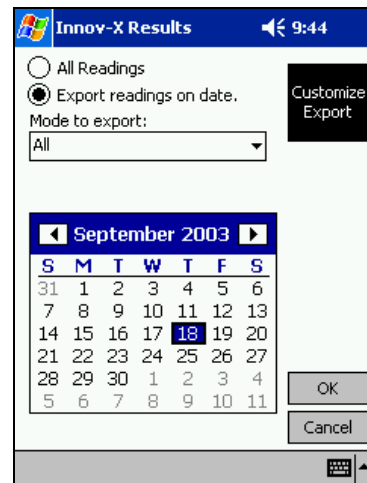 Innov-X Results 9:44
All Readings
Export readings on date.
Customize
Export
Mode to export:
All
September 2003
S M T W T F S
31 1 2 3 4 5 6
7 8 9 10 11 12 13
14 15 16 17 18 19 20
21 22 23 24 25 26 27
28 29 30 1 2 3 4
5 6 7 8 9 10 11
OK
Cancel